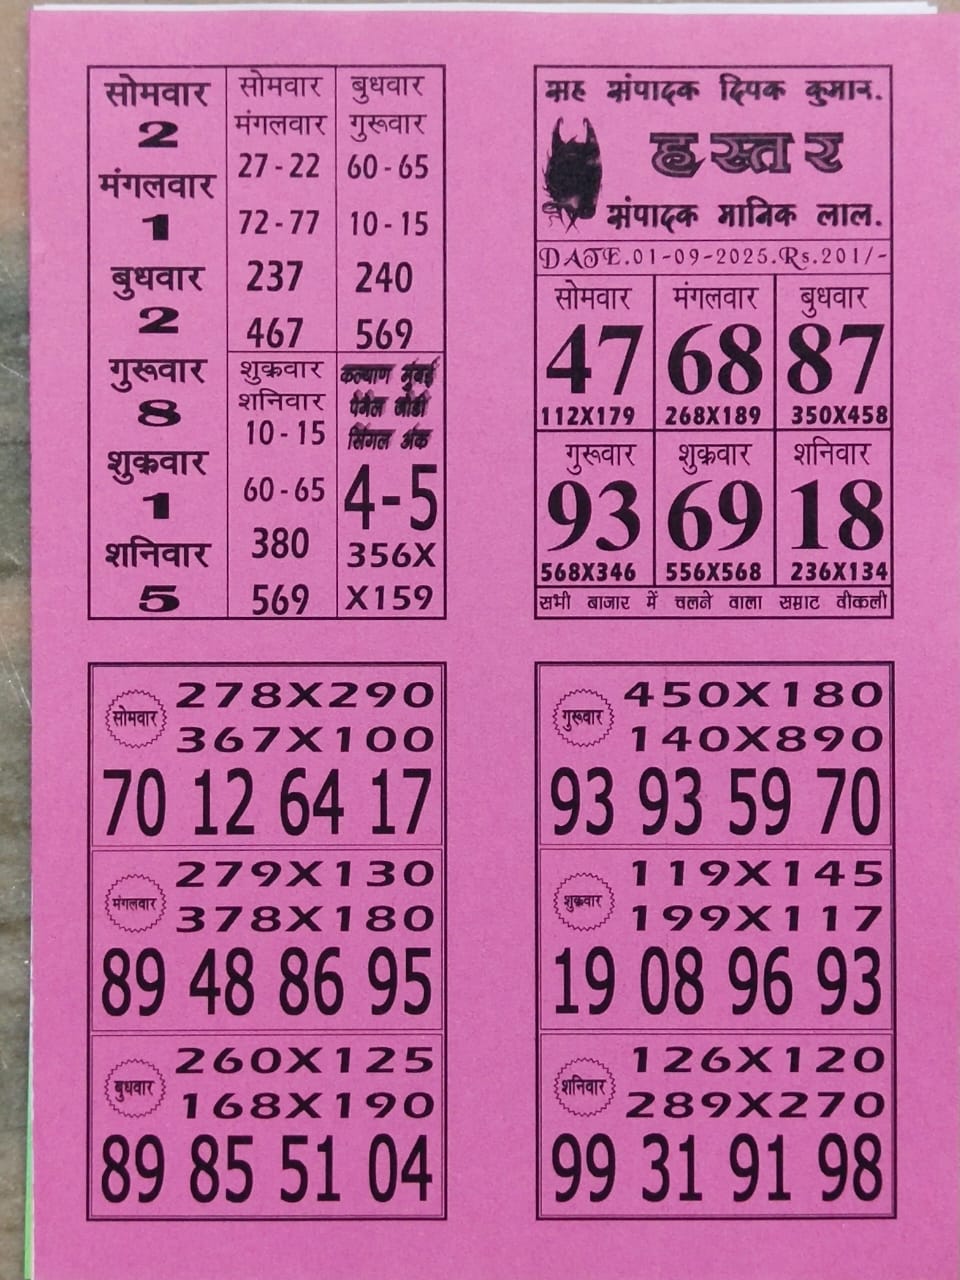 सोमवार
2
मंगलवार
1
बुधवार
2
गुरूवार
8
शुक्रवार
1
शनिवार
5
सोमवार
मंगलवार
27 - 22
72 - 77
237
467
बुधवार
गुरूवार
60 - 65
10 - 15
240
569
शुक्रवार
शनिवार
10 - 15
60 - 65
380
569
कल्याण मुंबई
पॅनल जोडी
सिंगल अंक
4-5
356X
X159
सह संपादक दिपक कुमार.
हस्तर
संपादक मानिक लाल.
DATE.01-09-2025.Rs.201/-
सोमवार मंगलवार बुधवार
47 68 87
112X179 268X189 350X458
गुरूवार शुक्रवार शनिवार
93 69 18
568X346 556X568 236X134
सभी बाजार में चलने वाला सम्राट वीकली
सोमवार
278X290
367X100
70 12 64 17
मंगलवार
279X130
378X180
89 48 86 95
बुधवार
260X125
168X190
89 85 51 04
गुरूवार
450X180
140X890
93 93 59 70
शुक्रवार
119X145
199X117
19 08 96 93
शनिवार
126X120
289X270
99 31 91 98